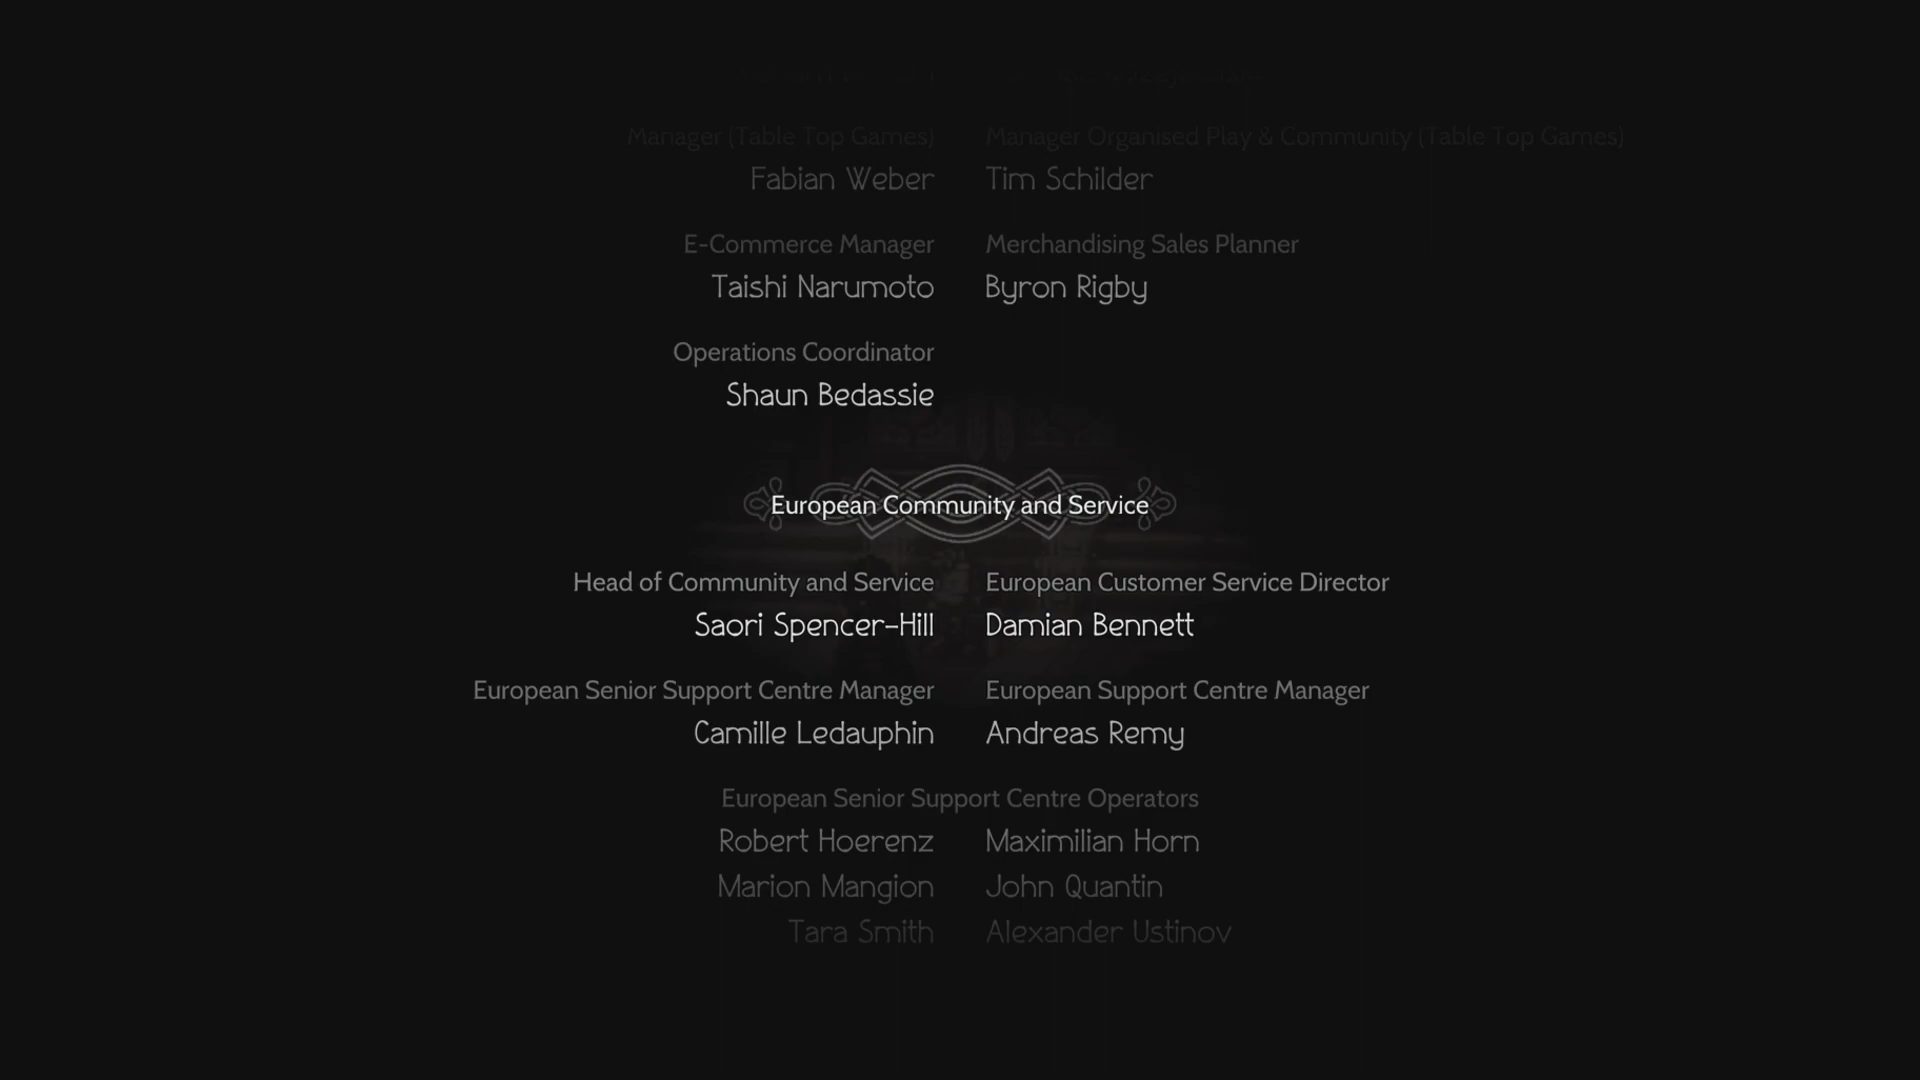 Manager (Table Top Games) Manager Organised Play & Community (Table Top Games)
Fabian Weber Tim Schilder
E-Commerce Manager Merchandising Sales Planner
Taishi Narumoto Byron Rigby
Operations Coordinator
Shaun Bedassie
European Community and Service
Head of Community and Service European Customer Service Director
Saori Spencer-Hill Damian Bennett
European Senior Support Centre Manager European Support Centre Manager
Camille Ledauphin Andreas Remy
European Senior Support Centre Operators
Robert Hoerenz Maximilian Horn
Marion Mangion John Quantin
Tara Smith Alexander Ustinov